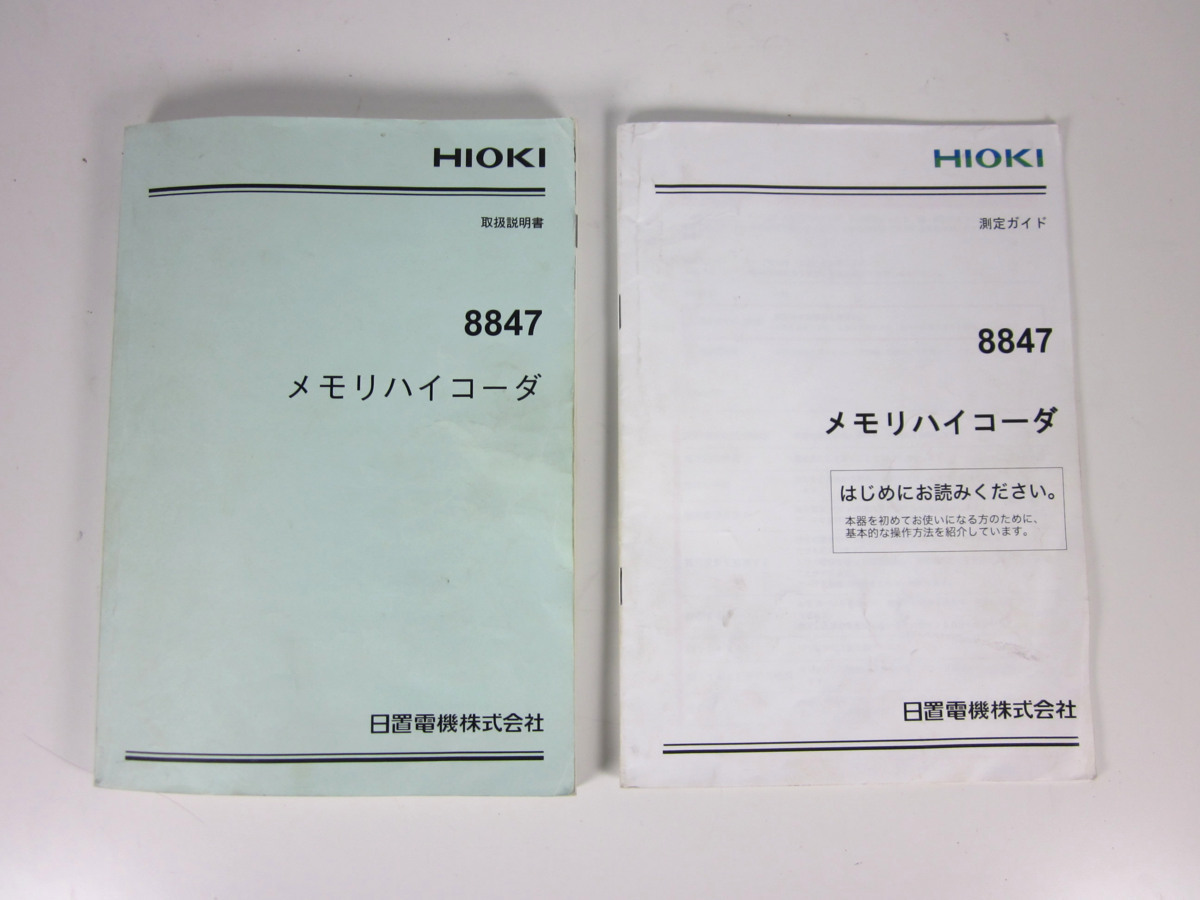 HIOKI
取扱説明書
8847
メモリハイコーダ
日置電機株式会社
HIOKI
測定ガイド
8847
メモリハイコーダ
はじめにお読みください。
本器を初めてお使いになる方のために、
基本的な操作方法を紹介しています。
日置電機株式会社